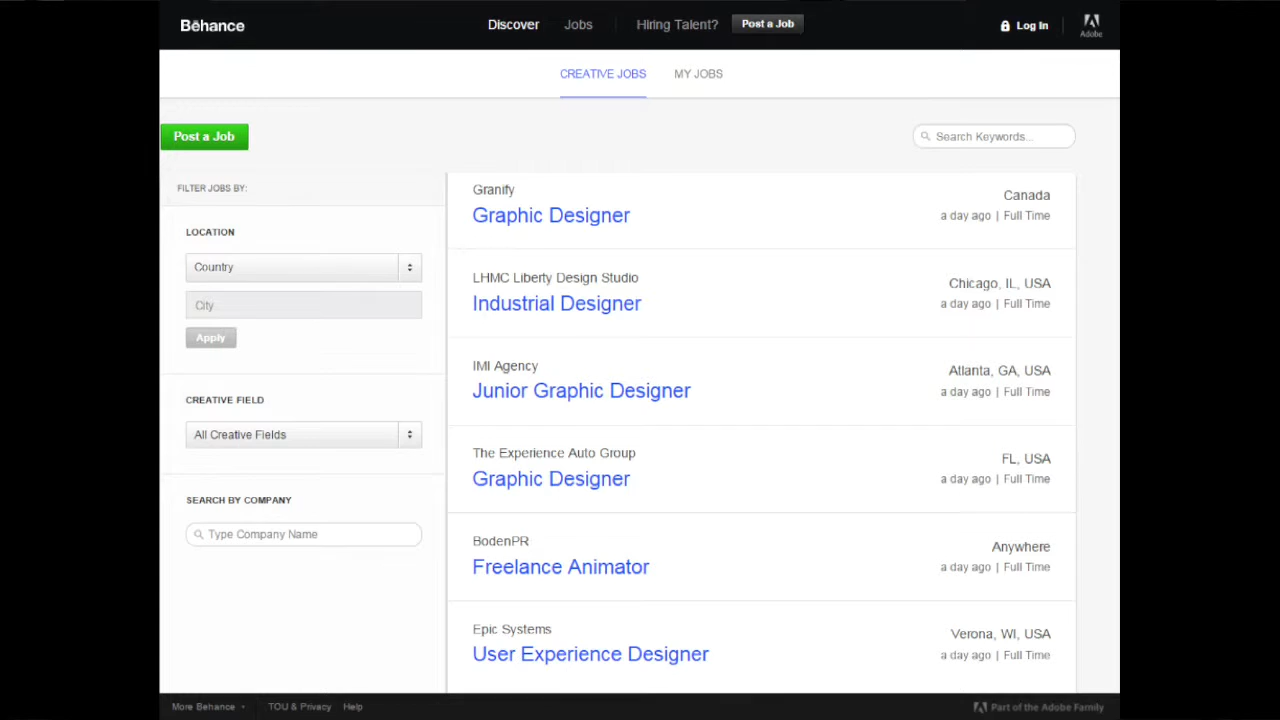 Bēhance Discover Jobs Hiring Talent? Post a Job Log In Adobe
CREATIVE JOBS MY JOBS
Post a Job Search Keywords...
FILTER JOBS BY:
LOCATION
Country
City
Apply
CREATIVE FIELD
All Creative Fields
SEARCH BY COMPANY
Type Company Name
Granify
Graphic Designer
Canada
a day ago | Full Time
LHMC Liberty Design Studio
Industrial Designer
Chicago, IL, USA
a day ago | Full Time
IMI Agency
Junior Graphic Designer
Atlanta, GA, USA
a day ago | Full Time
The Experience Auto Group
Graphic Designer
FL, USA
a day ago | Full Time
BodenPR
Freelance Animator
Anywhere
a day ago | Full Time
Epic Systems
User Experience Designer
Verona, WI, USA
a day ago | Full Time
More Behance TOU & Privacy Help Part of the Adobe Family